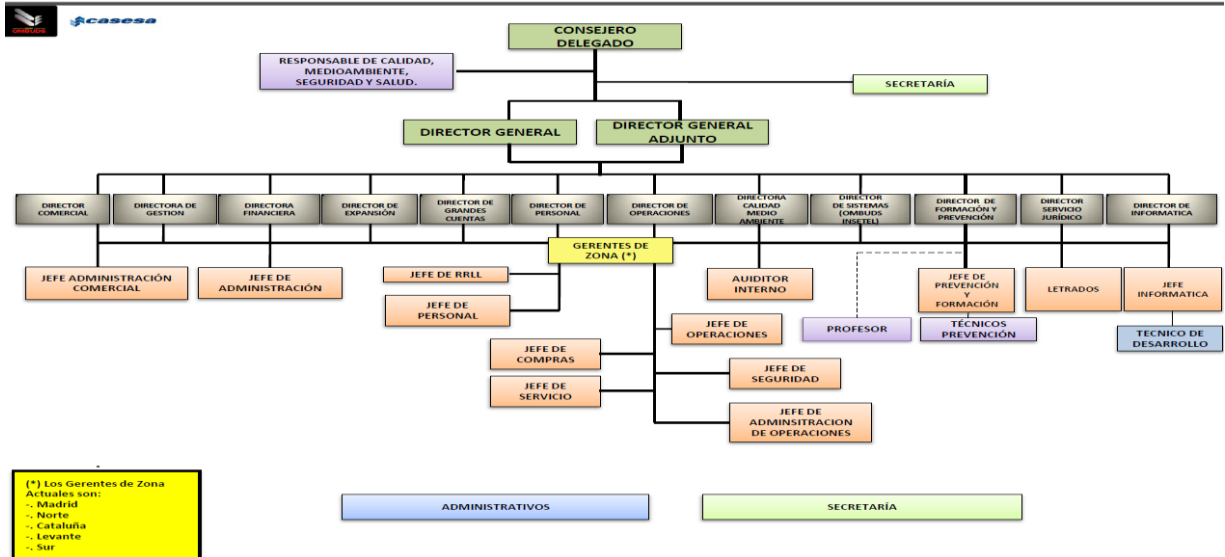 OMBUDS
casesa
CONSEJERO
DELEGADO
RESPONSABLE DE CALIDAD,
MEDIOAMBIENTE,
SEGURIDAD Y SALUD.
SECRETARÍA
DIRECTOR GENERAL
DIRECTOR GENERAL
ADJUNTO
DIRECTOR
COMERCIAL
DIRECTORA DE
GESTION
DIRECTORA
FINANCIERA
DIRECTOR DE
EXPANSIÓN
DIRECTOR DE
GRANDES
CUENTAS
DIRECTOR DE
PERSONAL
DIRECTOR DE
OPERACIONES
DIRECTORA
CALIDAD
MEDIO
AMBIENTE
DIRECTOR
DE SISTEMAS
(OMBUDS
INSETEL)
DIRECTOR DE
FORMACIÓN Y
PREVENCIÓN
DIRECTOR
SERVICIO
JURÍDICO
DIRECTOR DE
INFORMATICA
GERENTES DE
ZONA (*)
JEFE ADMINISTRACIÓN
COMERCIAL
JEFE DE
ADMINISTRACIÓN
JEFE DE RRLL
JEFE DE
PERSONAL
AUIDITOR
INTERNO
JEFE DE
PREVENCIÓN
Y
FORMACIÓN
LETRADOS
JEFE
INFORMATICA
JEFE DE
OPERACIONES
PROFESOR
TÉCNICOS
PREVENCIÓN
TECNICO DE
DESARROLLO
JEFE DE
COMPRAS
JEFE DE
SEGURIDAD
JEFE DE
SERVICIO
JEFE DE
ADMINSITRACION
DE OPERACIONES
(*) Los Gerentes de Zona
Actuales son:
-. Madrid
-. Norte
-. Cataluña
-. Levante
-. Sur
ADMINISTRATIVOS
SECRETARÍA